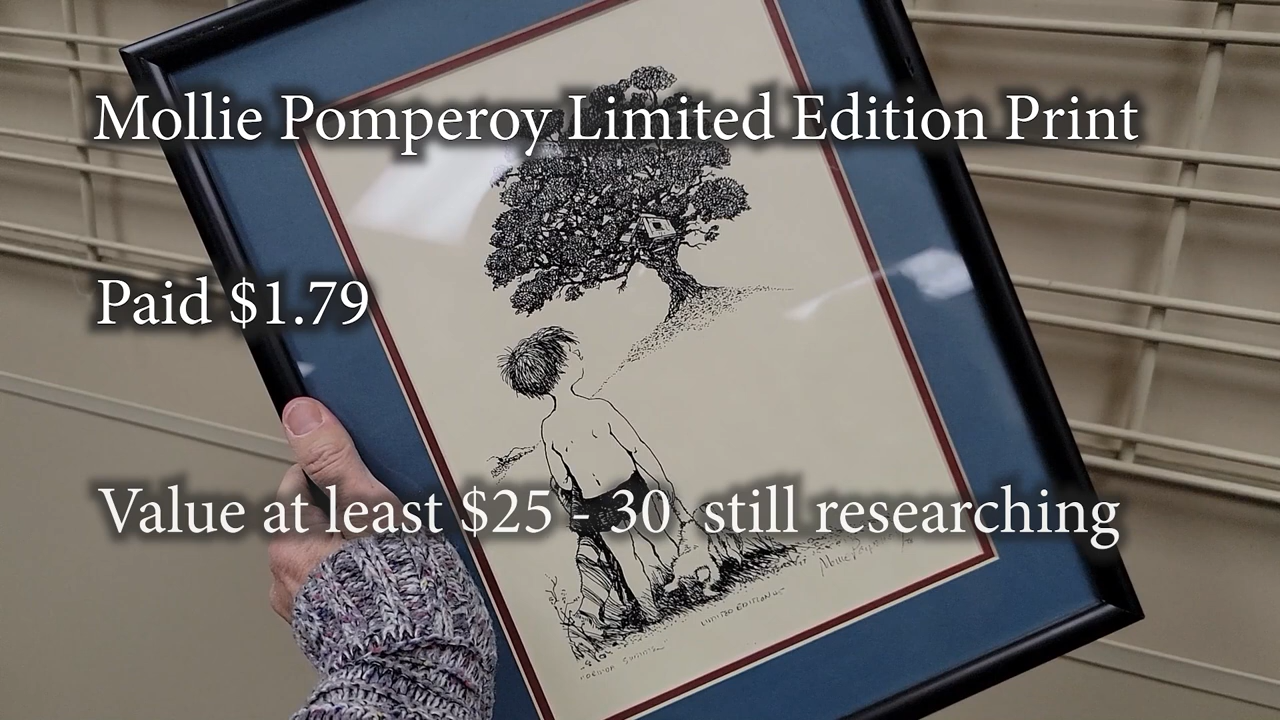 Mollie Pomperoy Limited Edition Print
Paid $1.79
Value at least $25 - 30  still researching
LIMITED EDITION